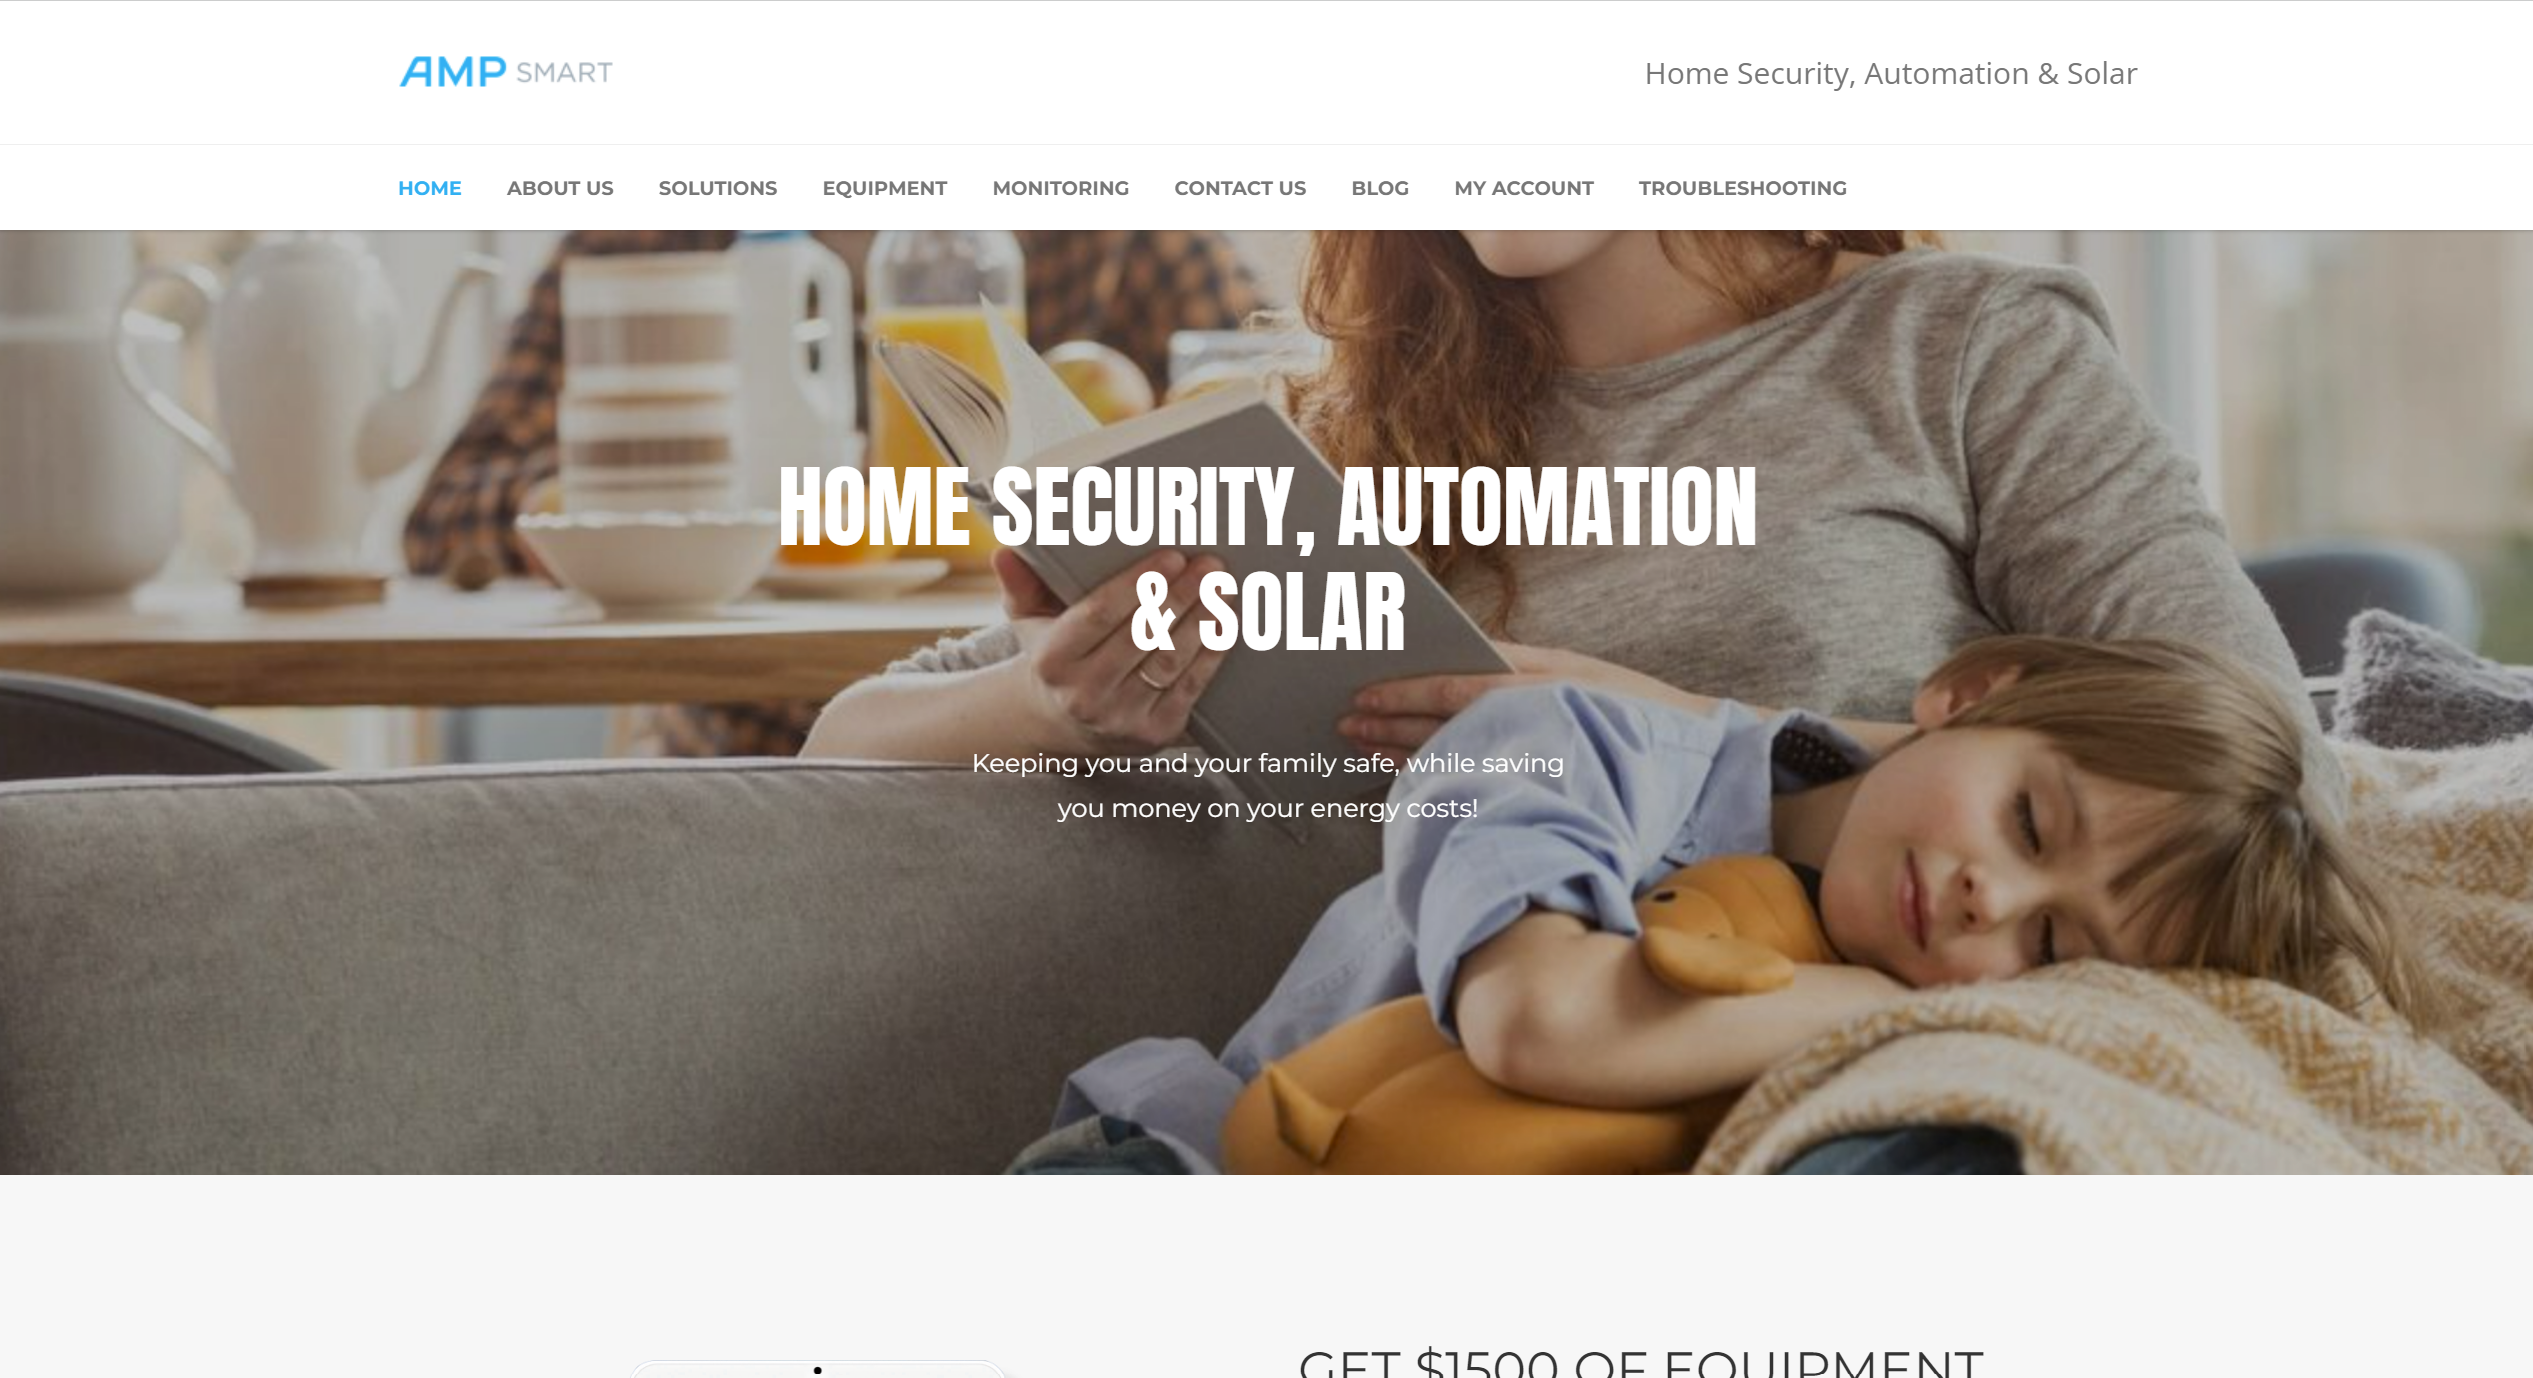 AMP SMART
Home Security, Automation & Solar
HOME ABOUT US SOLUTIONS EQUIPMENT MONITORING CONTACT US BLOG MY ACCOUNT TROUBLESHOOTING
HOME SECURITY, AUTOMATION
& SOLAR
Keeping you and your family safe, while saving
you money on your energy costs!
GET $1500 OF EQUIPMENT